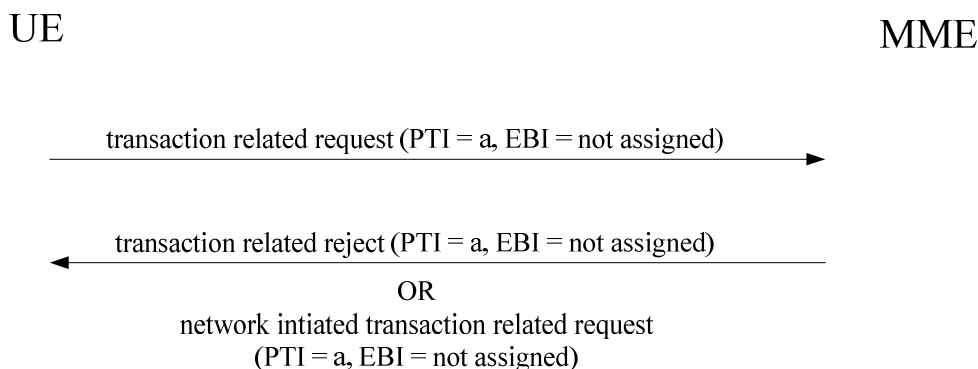 UE
MME
transaction related request (PTI = a, EBI = not assigned)
transaction related reject (PTI = a, EBI = not assigned)
OR
network intiated transaction related request
(PTI = a, EBI = not assigned)